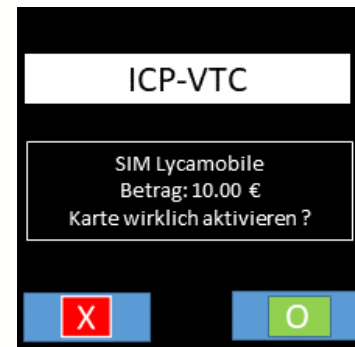 ICP-VTC
SIM Lycamobile
Betrag: 10.00 €
Karte wirklich aktivieren ?
X O